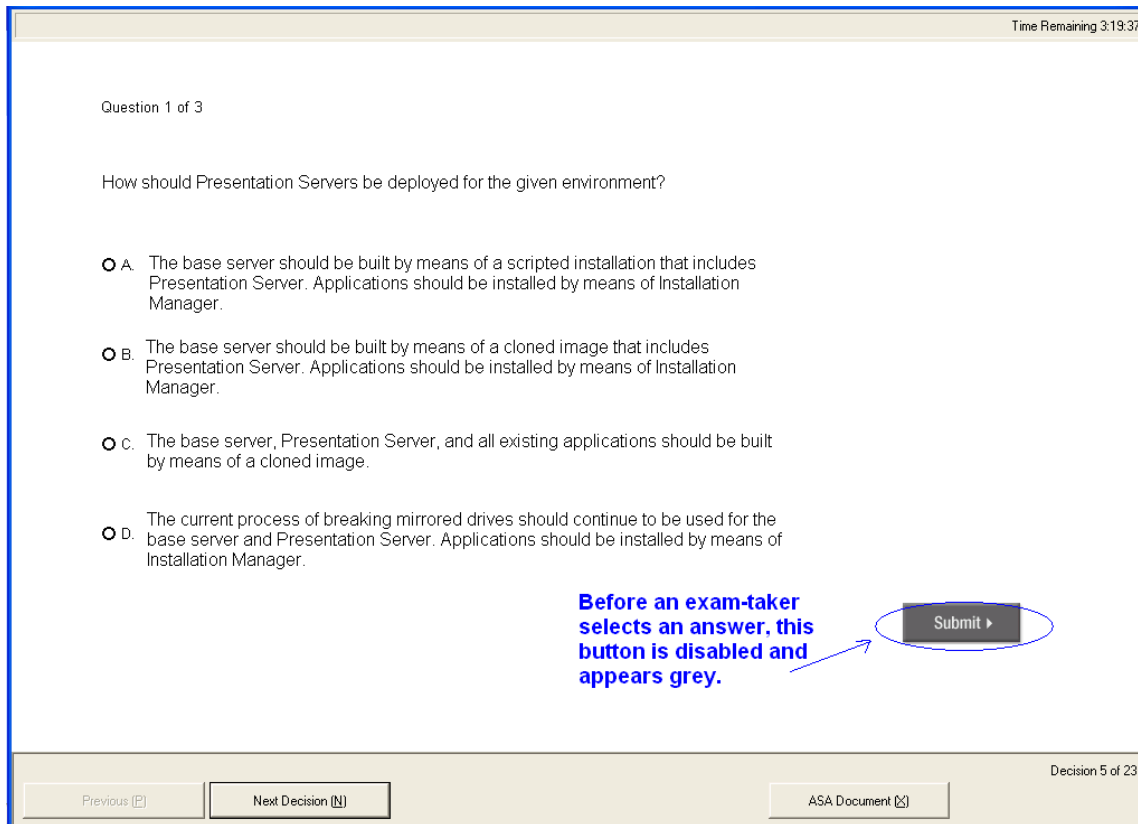 Time Remaining 3:19:37
Question 1 of 3
How should Presentation Servers be deployed for the given environment?
A. The base server should be built by means of a scripted installation that includes
Presentation Server. Applications should be installed by means of Installation
Manager.
B. The base server should be built by means of a cloned image that includes
Presentation Server. Applications should be installed by means of Installation
Manager.
C. The base server, Presentation Server, and all existing applications should be built
by means of a cloned image.
D. The current process of breaking mirrored drives should continue to be used for the
base server and Presentation Server. Applications should be installed by means of
Installation Manager.
Before an exam-taker
selects an answer, this
button is disabled and
appears grey.
Submit
Decision 5 of 23
Previous (P)
Next Decision (N)
ASA Document (X)